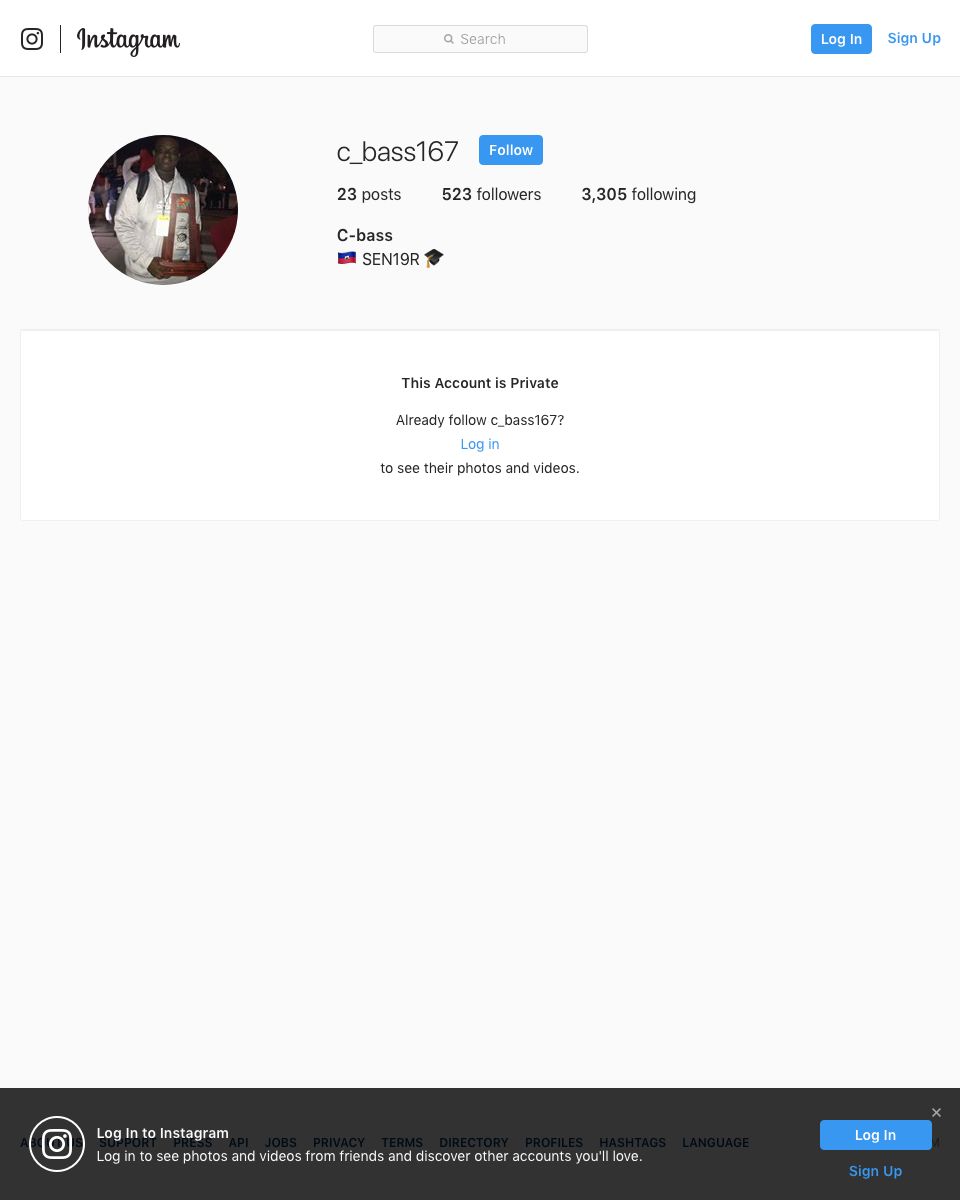 Instagram
Search
Log In
Sign Up
c_bass167
Follow
23 posts 523 followers 3,305 following
C-bass
🇭🇹 SEN19R 🎓
This Account is Private
Already follow c_bass167?
Log in
to see their photos and videos.
SUPPORT PRESS API JOBS PRIVACY TERMS DIRECTORY PROFILES HASHTAGS LANGUAGE
Log In to Instagram
Log in to see photos and videos from friends and discover other accounts you'll love.
✕
Log In
Sign Up